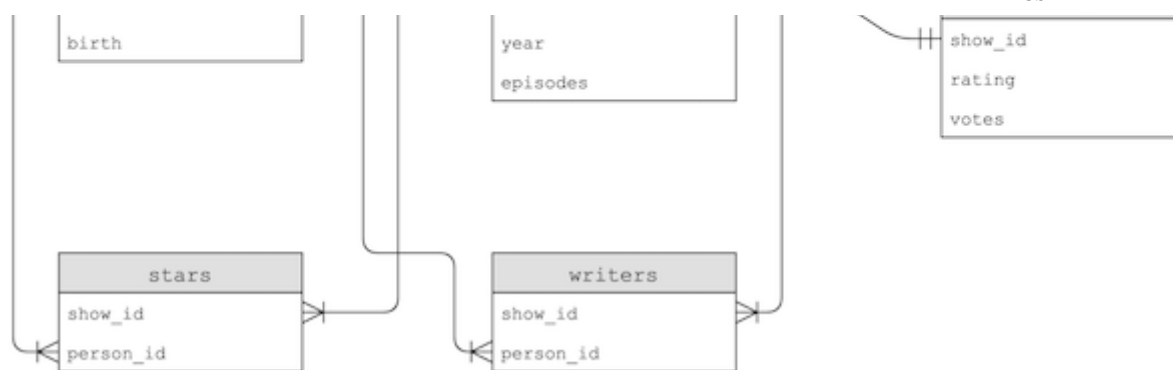 birth
year
episodes
show_id
rating
votes
stars
show_id
person_id
writers
show_id
person_id